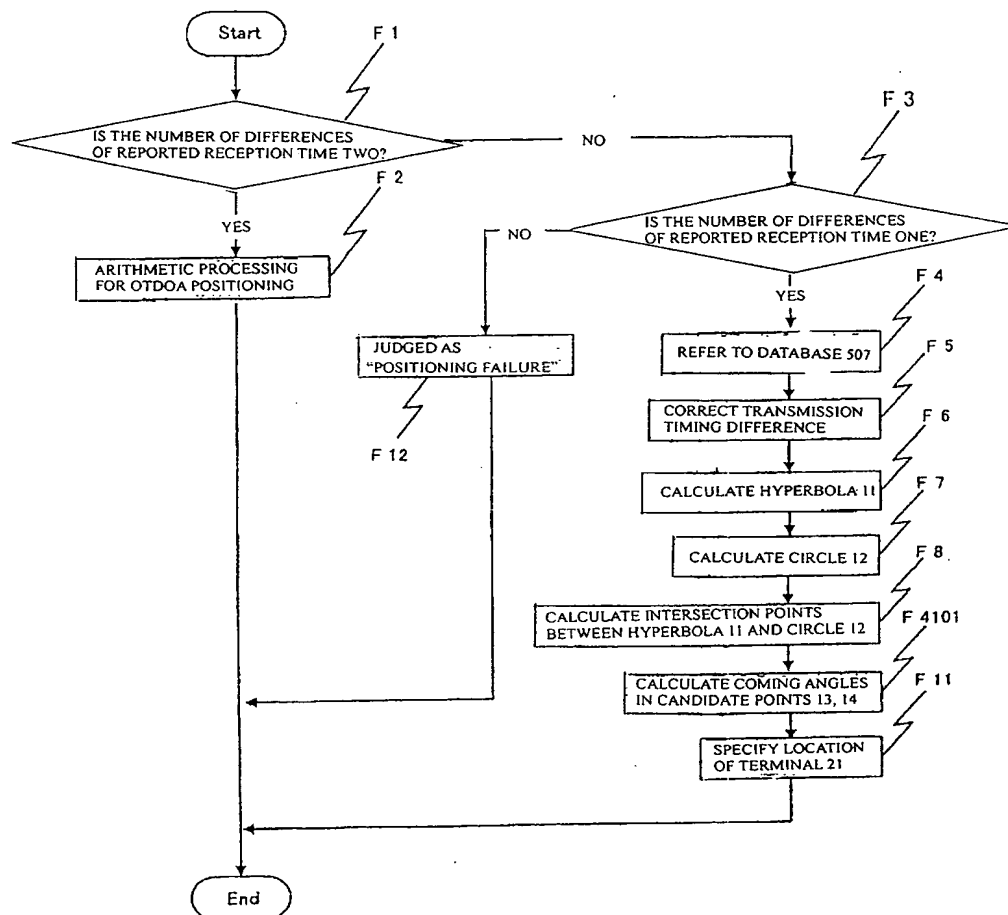 Start
F 1
IS THE NUMBER OF DIFFERENCES
OF REPORTED RECEPTION TIME TWO?
NO
F 3
F 2
YES
IS THE NUMBER OF DIFFERENCES
OF REPORTED RECEPTION TIME ONE?
NO
ARITHMETIC PROCESSING
FOR OTDOA POSITIONING
YES
F 4
JUDGED AS
"POSITIONING FAILURE"
REFER TO DATABASE 507
F 5
CORRECT TRANSMISSION
TIMING DIFFERENCE
F 12
F 6
CALCULATE HYPERBOLA 11
F 7
CALCULATE CIRCLE 12
F 8
CALCULATE INTERSECTION POINTS
BETWEEN HYPERBOLA 11 AND CIRCLE 12
F 4101
CALCULATE COMING ANGLES
IN CANDIDATE POINTS 13, 14
F 11
SPECIFY LOCATION
OF TERMINAL 21
End